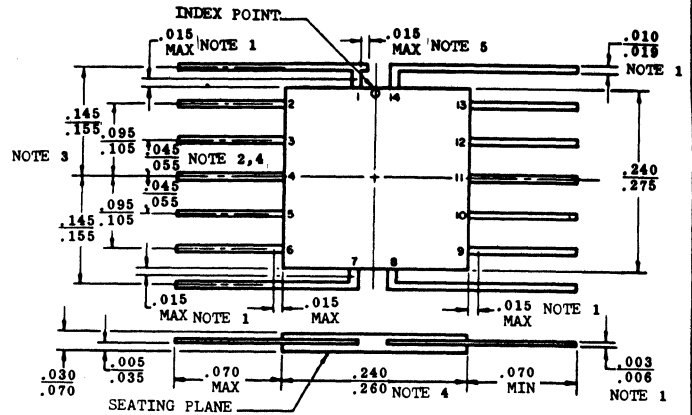 INDEX POINT
.015
MAX NOTE 1
.015
MAX NOTE 5
.010
.019
NOTE 1
1 14
2 13
3 12
4 11
5 10
6 9
7 8
.145
.155
.095
.105
.045
.055
NOTE 2,4
NOTE 3
.240
.275
.045
.055
.095
.105
.145
.155
.015
MAX NOTE 1
.015
MAX
.015
MAX NOTE 1
.030
.070
.005
.035
.070
MAX
.240
.260 NOTE 4
.070
MIN
.003
.006
NOTE 1
SEATING PLANE